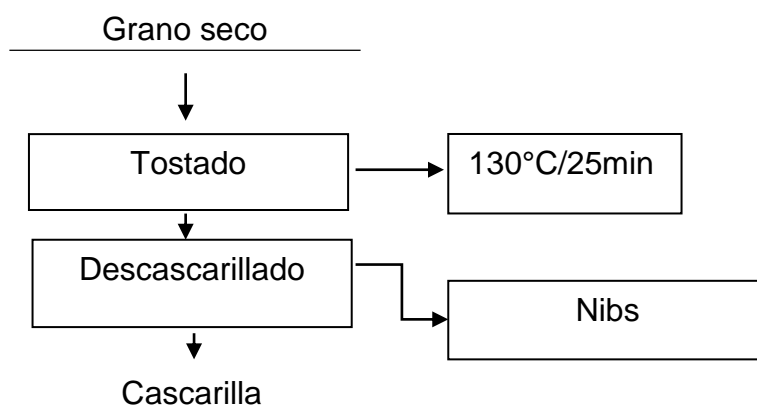 Grano seco
Tostado
130°C/25min
Descascarillado
Nibs
Cascarilla